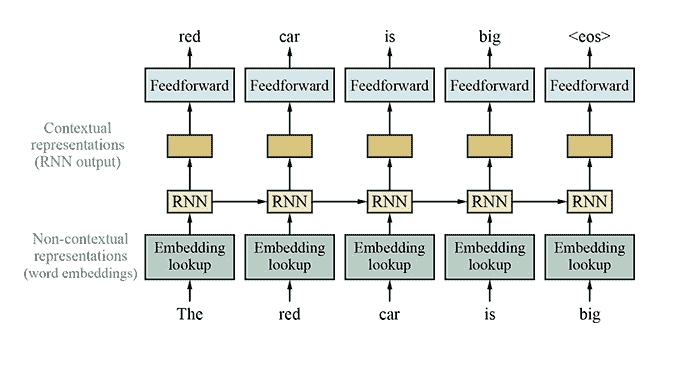 red car is big <eos>
Feedforward Feedforward Feedforward Feedforward Feedforward
Contextual
representations
(RNN output)
RNN RNN RNN RNN RNN
Non-contextual
representations
(word embeddings)
Embedding Embedding Embedding Embedding Embedding
lookup lookup lookup lookup lookup
The red car is big